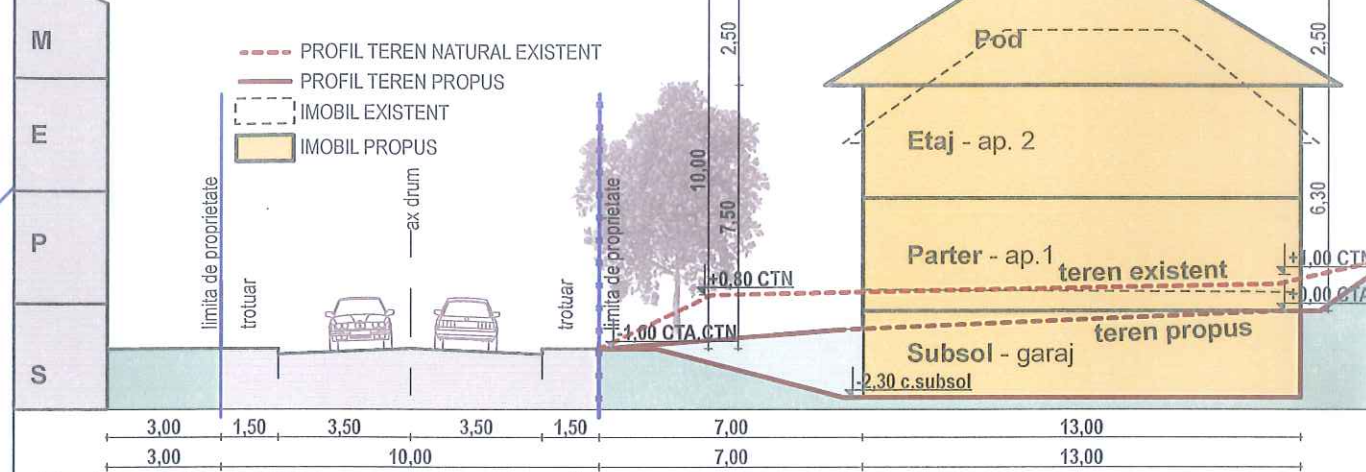 M
E
P
S
PROFIL TEREN NATURAL EXISTENT
PROFIL TEREN PROPUS
IMOBIL EXISTENT
IMOBIL PROPUS
limita de proprietate
trotuar
ax drum
trotuar
limita de proprietate
2,50
10,00
7,50
2,50
6,30
Pod
Etaj - ap. 2
Parter - ap.1
teren existent
teren propus
Subsol - garaj
+0,80 CTN
-1,00 CTA,CTN
-2,30 c.subsol
+1,00 CTN
+0,00 CTA
3,00 1,50 3,50 3,50 1,50 7,00 13,00
3,00 10,00 7,00 13,00